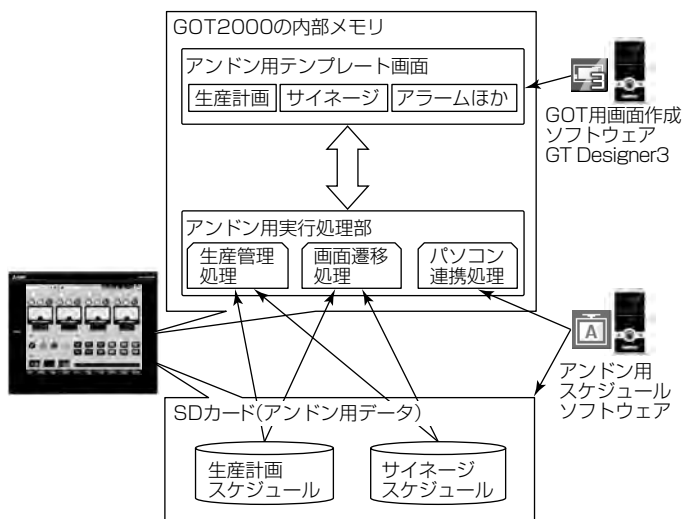 GOT2000の内部メモリ
アンドン用テンプレート画面
生産計画 サイネージ アラームほか
GOT用画面作成
ソフトウェア
GT Designer3
アンドン用実行処理部
生産管理
処理
画面遷移
処理
パソコン
連携処理
アンドン用
スケジュール
ソフトウェア
SDカード(アンドン用データ)
生産計画
スケジュール
サイネージ
スケジュール
3
A